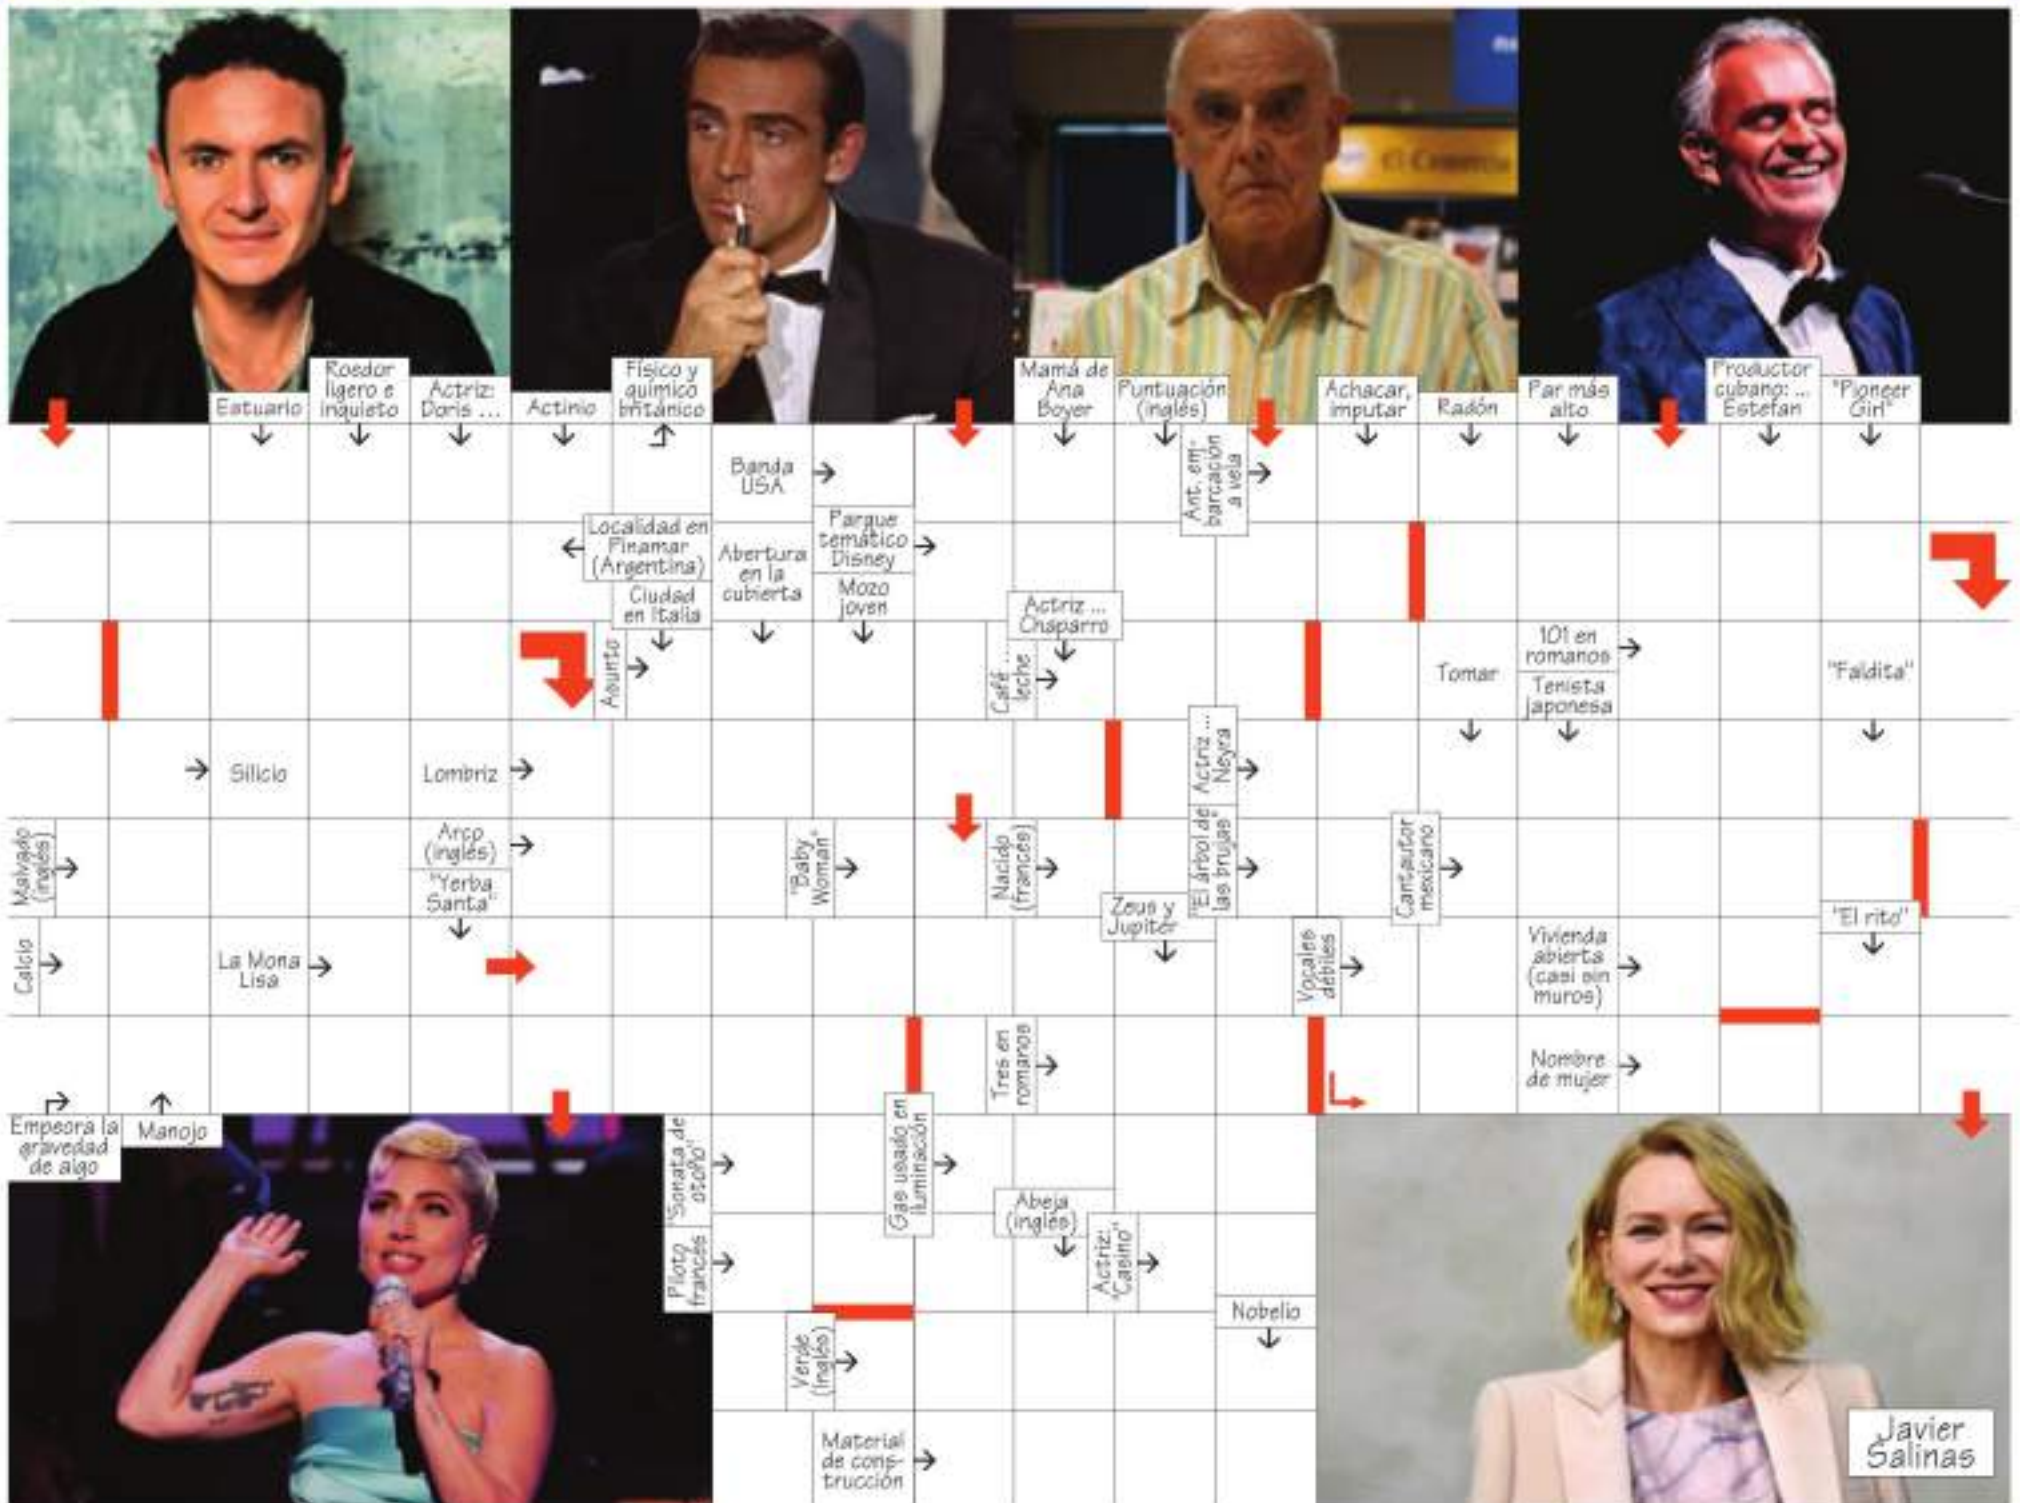 El Comercio
Roedor
ligero e
inquieto
Físico y
químico
británico
Mamá de
Ana
Boyer
Productor
cubano: ...
Estefan
Estuario
Actriz:
Doris ...
Actinio
Puntuación
(inglés)
Achacar,
imputar
Radón
Par más
alto
"Pioneer
Girl"
Banda
USA
Ant. em-
barcación
a vela
Localidad en
Pinamar
(Argentina)
Ciudad
en Italia
Abertura
en la
cubierta
Parque
temático
Disney
Mozo
joven
Actriz ...
Chaparro
Asunto
Café ...
leche
Tomar
101 en
romanos
Tenista
japonesa
"Faldita"
Silicio
Lombriz
Actriz ...
Neyra
Malvado
(inglés)
Arco
(inglés)
"Yerba
Santa"
"Baby
Woman"
Nacido
(francés)
Zeus y
Júpiter
"El árbol de
las brujas"
Cantautor
mexicano
"El rito"
Calcio
La Mona
Lisa
Vocales
débiles
Vivienda
abierta
(casi sin
muros)
Tres en
romanos
Nombre
de mujer
Empeora la
gravedad
de algo
Manojo
"Sonata de
otoño"
Gas usado en
iluminación
Abeja
(inglés)
Piloto
francés
Actriz:
"Casino"
Nobelio
Verde
(inglés)
Material
de cons-
trucción
Javier
Salinas